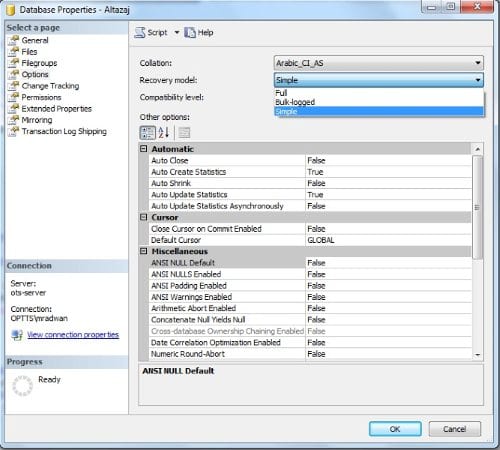 Database Properties - Altazaj
Select a page
General
Files
Filegroups
Options
Change Tracking
Permissions
Extended Properties
Mirroring
Transaction Log Shipping
Script Help
Collation: Arabic_CI_AS
Recovery model: Simple
Compatibility level:
Full
Bulk-logged
Simple
Other options:
Automatic
Auto Close False
Auto Create Statistics True
Auto Shrink False
Auto Update Statistics True
Auto Update Statistics Asynchronously False
Cursor
Close Cursor on Commit Enabled False
Default Cursor GLOBAL
Miscellaneous
ANSI NULL Default False
ANSI NULLS Enabled False
ANSI Padding Enabled False
ANSI Warnings Enabled False
Arithmetic Abort Enabled False
Concatenate Null Yields Null False
Cross-database Ownership Chaining Enabled False
Date Correlation Optimization Enabled False
Numeric Round-Abort False
ANSI NULL Default
Connection
Server:
ots-server
Connection:
OPTTS\mradwan
View connection properties
Progress
Ready
OK Cancel